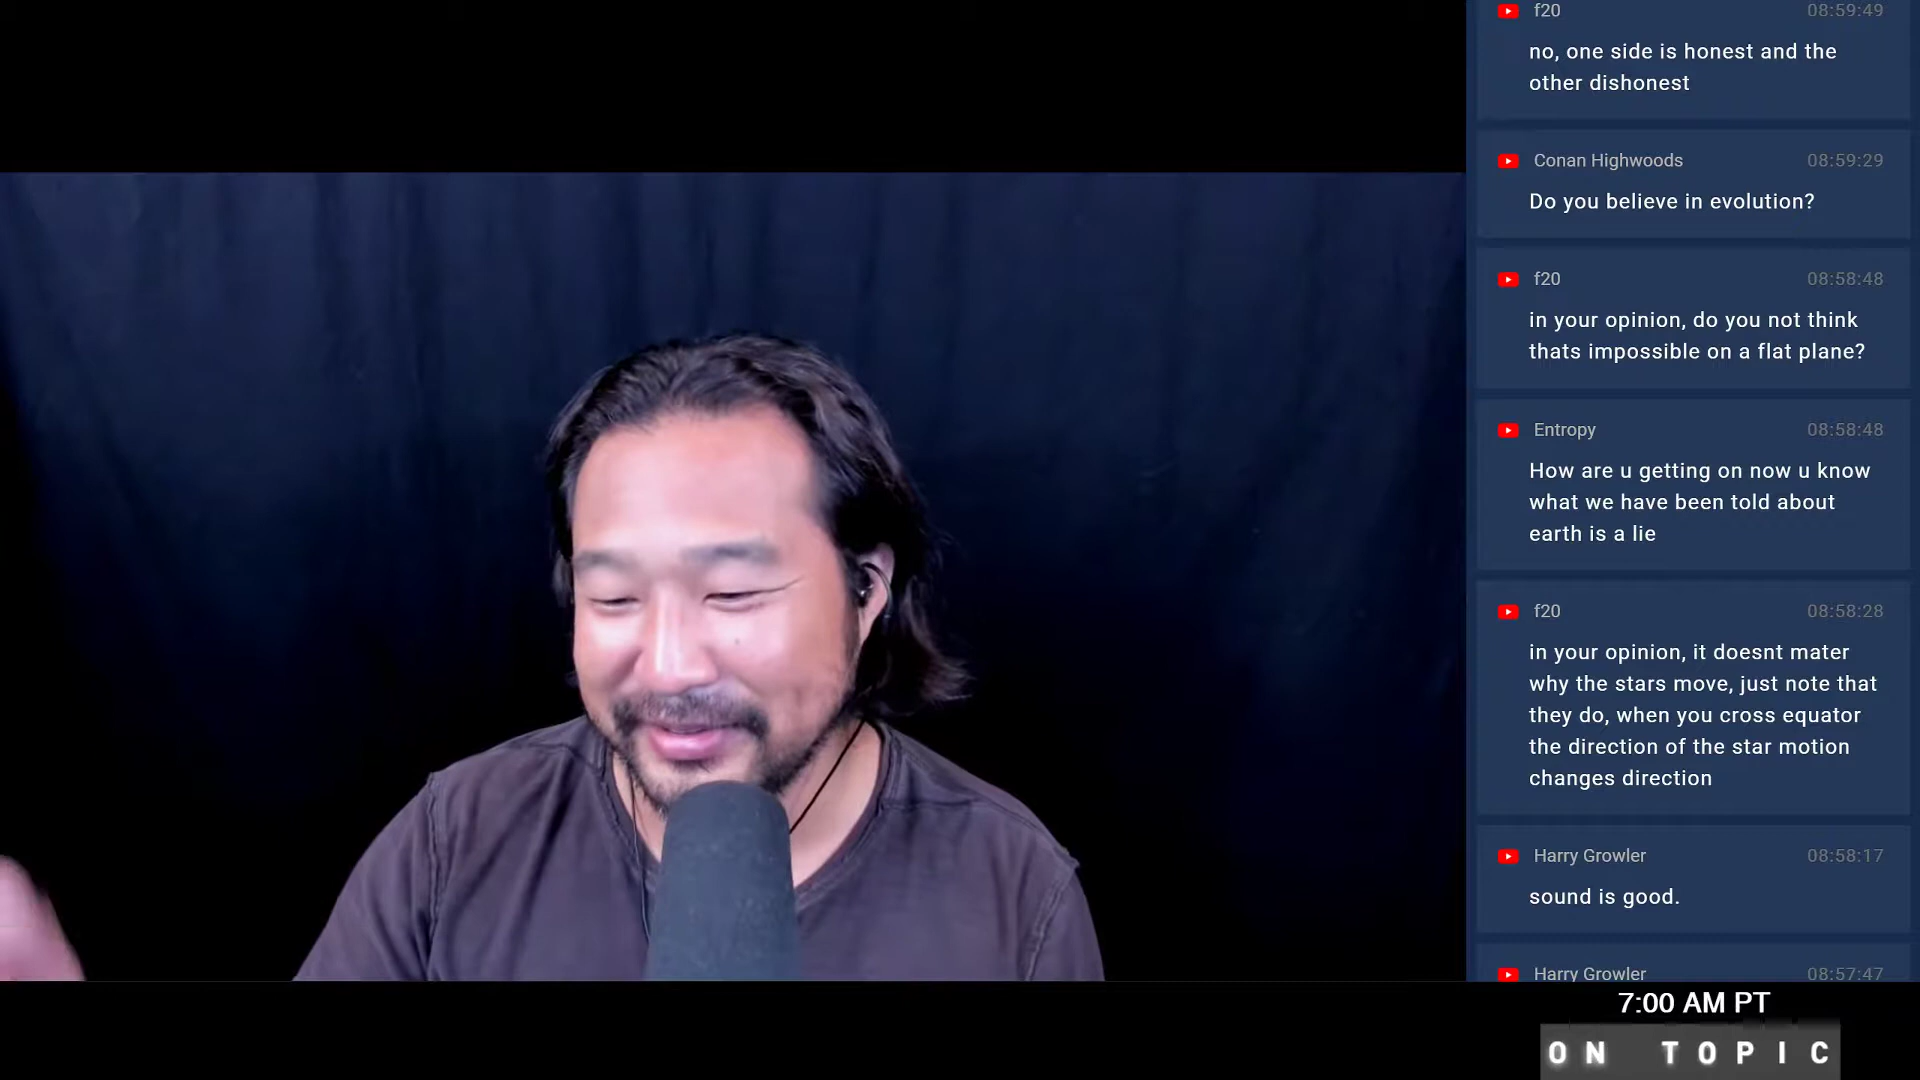 f20 08:59:49
no, one side is honest and the
other dishonest
Conan Highwoods 08:59:29
Do you believe in evolution?
f20 08:58:48
in your opinion, do you not think
thats impossible on a flat plane?
Entropy 08:58:48
How are u getting on now u know
what we have been told about
earth is a lie
f20 08:58:28
in your opinion, it doesnt mater
why the stars move, just note that
they do, when you cross equator
the direction of the star motion
changes direction
Harry Growler 08:58:17
sound is good.
Harry Growler 08:57:47
7:00 AM PT
ON TOPIC